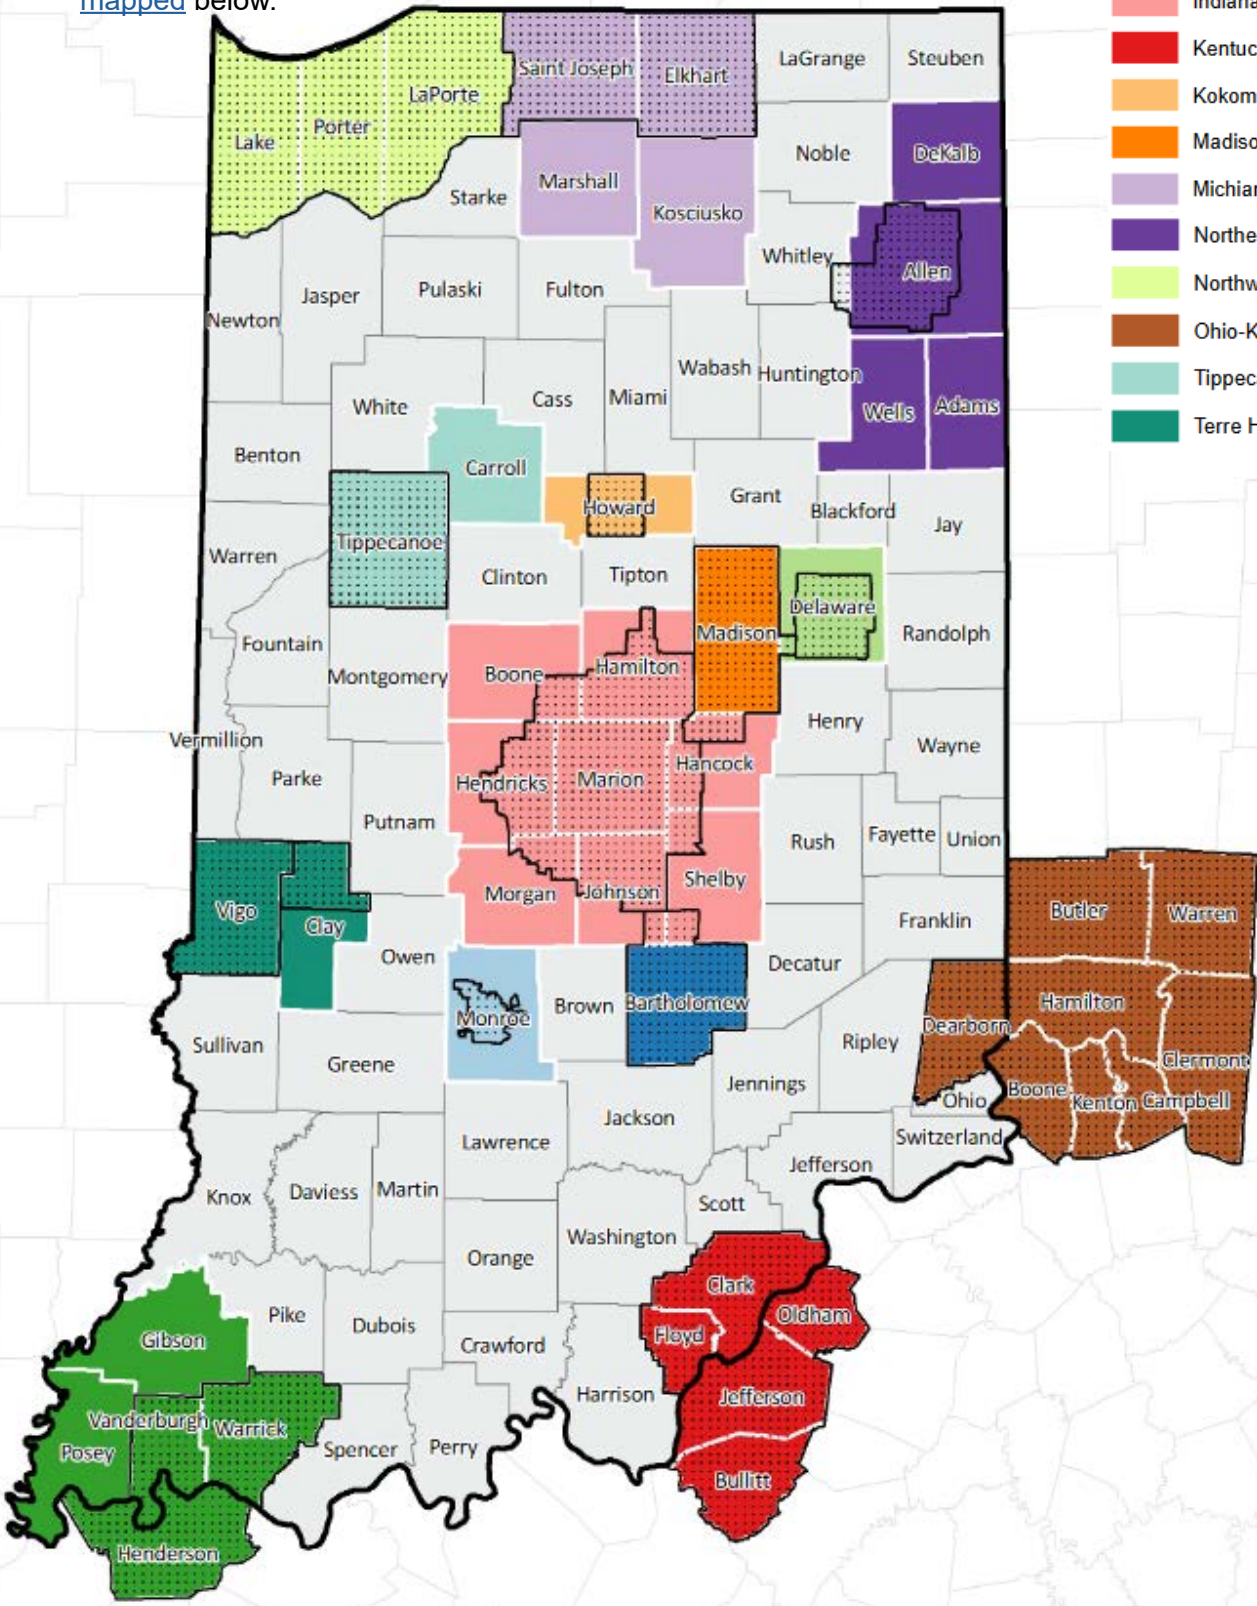 mapped below.
Indiana
Kentuc
Kokom
Madiso
Michian
Northe
Northw
Ohio-K
Tippec
Terre H
Saint Joseph
Elkhart
LaGrange
Steuben
LaPorte
Porter
Lake
Noble
DeKalb
Marshall
Starke
Kosciusko
Whitley
Allen
Jasper
Pulaski
Fulton
Newton
Wabash
Huntington
White
Cass
Miami
Wells
Adams
Benton
Carroll
Grant
Howard
Blackford
Jay
Tippecanoe
Warren
Clinton
Tipton
Delaware
Madison
Randolph
Fountain
Montgomery
Boone
Hamilton
Henry
Vermillion
Wayne
Parke
Hendricks
Marion
Hancock
Putnam
Rush
Fayette
Union
Morgan
Johnson
Shelby
Vigo
Clay
Franklin
Butler
Warren
Owen
Decatur
Monroe
Brown
Bartholomew
Hamilton
Dearborn
Sullivan
Ripley
Greene
Clermont
Jennings
Boone
Ohio
Kenton
Campbell
Jackson
Lawrence
Switzerland
Jefferson
Knox
Daviess
Martin
Scott
Washington
Orange
Clark
Pike
Oldham
Gibson
Dubois
Floyd
Crawford
Harrison
Jefferson
Vanderburgh
Warrick
Posey
Spencer
Perry
Bullitt
Henderson